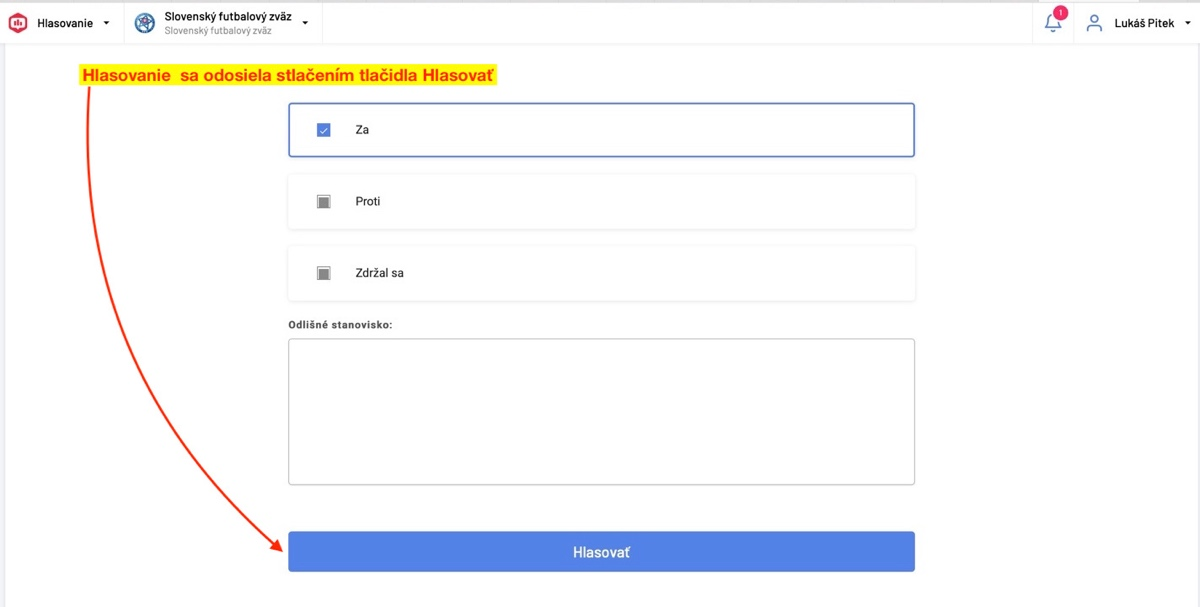 Hlasovanie
Slovenský futbalový zväz
Slovenský futbalový zväz
1
Lukáš Pitek
Hlasovanie  sa odosiela stlačením tlačidla Hlasovať
Za
Proti
Zdržal sa
Odlišné stanovisko:
Hlasovať